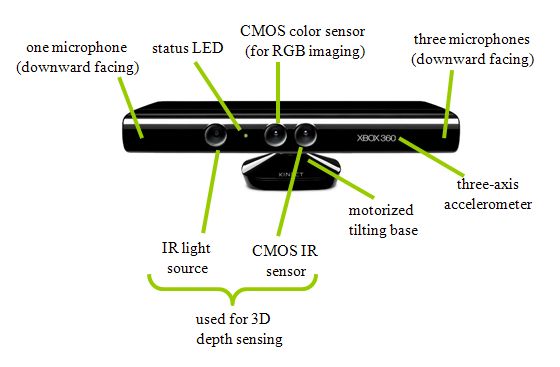 CMOS color sensor
(for RGB imaging)
one microphone
(downward facing)
status LED
three microphones
(downward facing)
XBOX 360
KINECT
three-axis
accelerometer
motorized
tilting base
IR light
source
CMOS IR
sensor
used for 3D
depth sensing